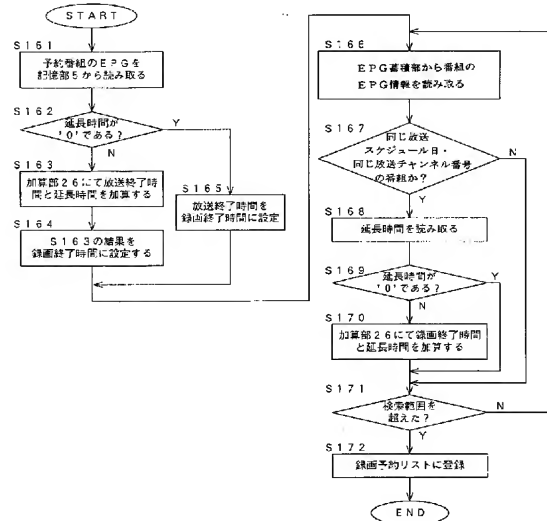 START
S161
予約番組のEPGを
記憶部5から読み取る
S162
延長時間が
'0'である?
Y
N
S163
加算部26にて放送終了時
間と延長時間を加算する
S164
S163の結果を
録画終了時間に設定する
S165
放送終了時間を
録画終了時間に設定
S166
EPG蓄積部から番組の
EPG情報を読み取る
S167
同じ放送
スケジュール日・
同じ放送チャンネル番号
の番組か?
N
Y
S168
延長時間を読み取る
S169
延長時間が
'0'である?
Y
N
S170
加算部26にて録画終了時間
と延長時間を加算する
S171
検索範囲を
超えた?
N
Y
S172
録画予約リストに登録
END